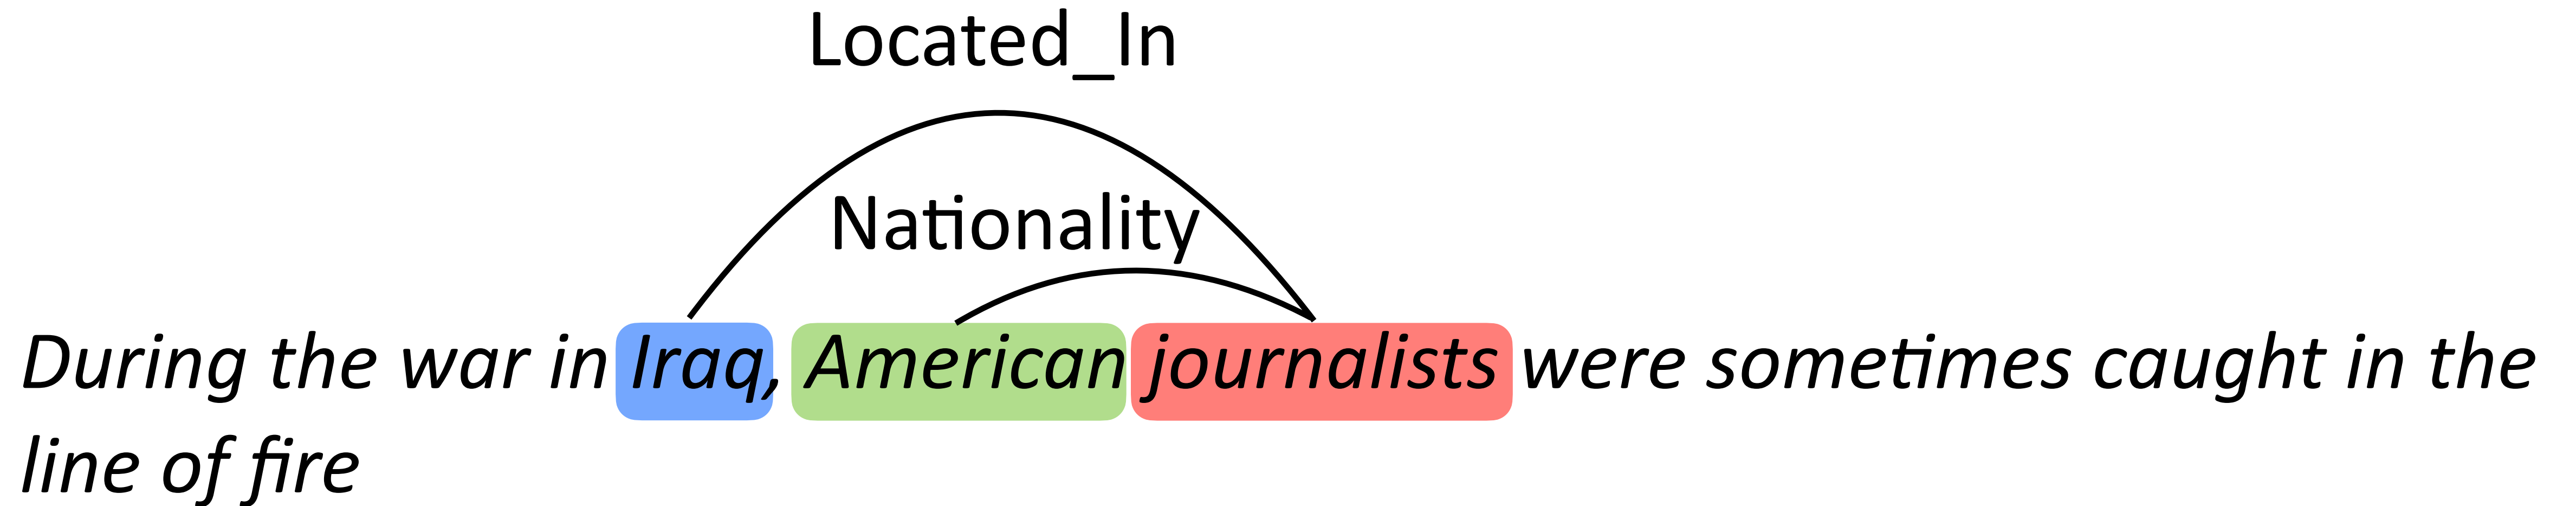 Located_In
Nationality
During the war in Iraq, American journalists were sometimes caught in the
line of fire